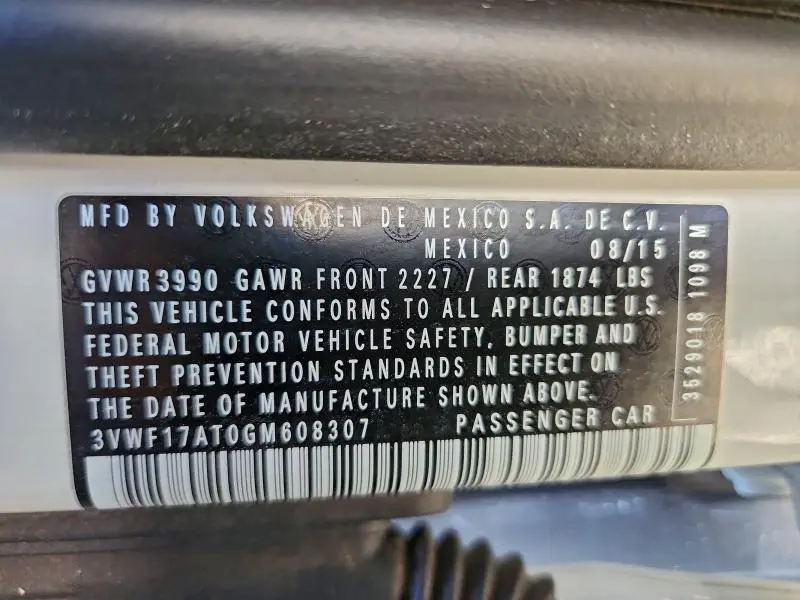 MFD BY VOLKSWAGEN DE MEXICO S.A. DE C.V.
MEXICO 08/15
GVWR3990 GAWR FRONT 2227 / REAR 1874 LBS
THIS VEHICLE CONFORMS TO ALL APPLICABLE U.S.
FEDERAL MOTOR VEHICLE SAFETY, BUMPER AND
THEFT PREVENTION STANDARDS IN EFFECT ON
THE DATE OF MANUFACTURE SHOWN ABOVE.
3VWF17AT0GM608307 PASSENGER CAR
3529018 1098 M